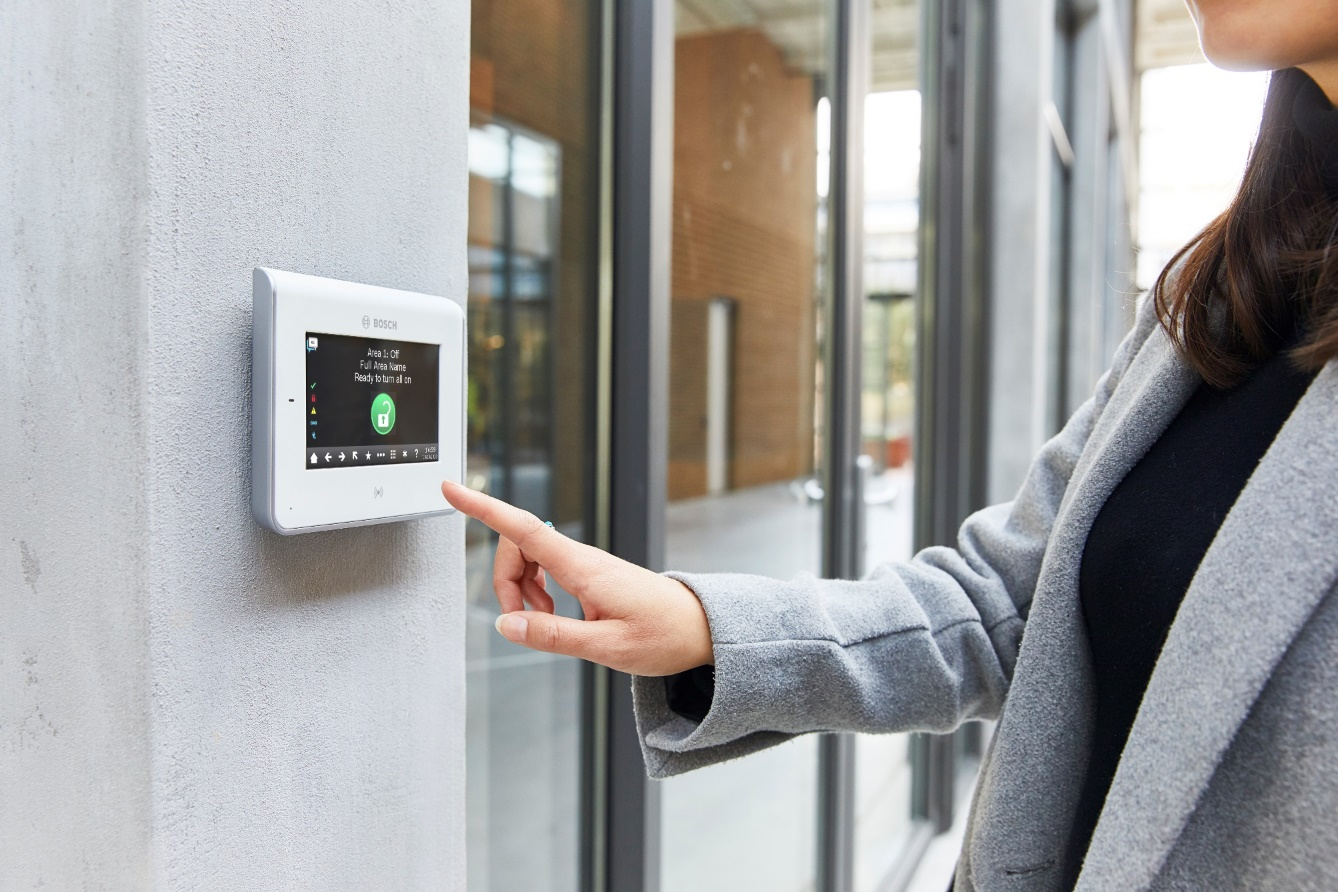 BOSCH
Area 1: Off
Full Area Name
Ready to turn all on
?